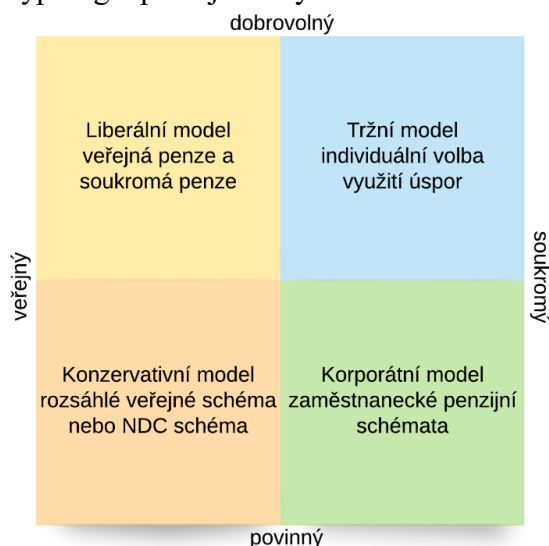 dobrovolný
Liberální model
veřejná penze a
soukromá penze
Tržní model
individuální volba
využití úspor
veřejný
soukromý
Konzervativní model
rozsáhlé veřejné schéma
nebo NDC schéma
Korporátní model
zaměstnanecké penzijní
schémata
povinný